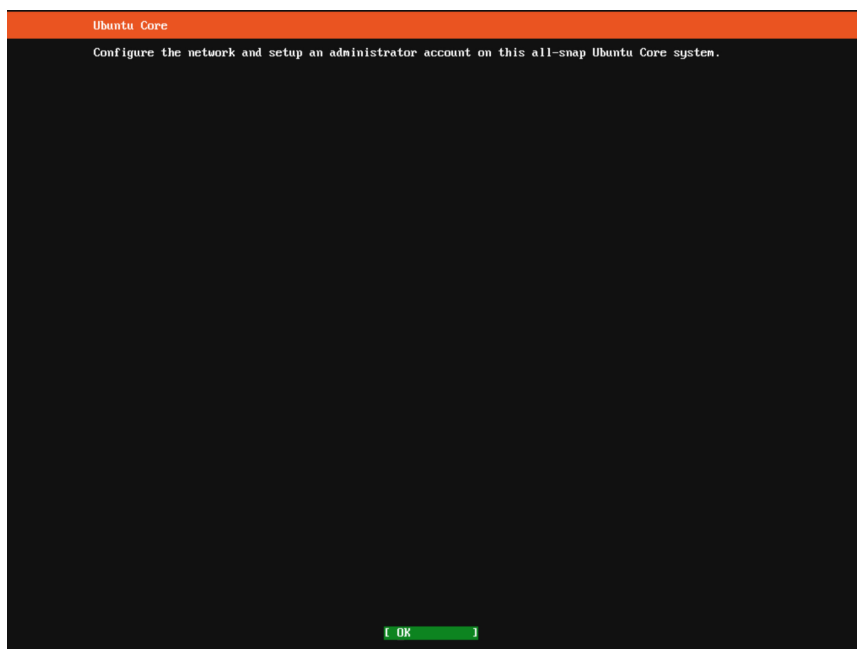 Ubuntu Core
Configure the network and setup an administrator account on this all-snap Ubuntu Core system.
[ OK ]